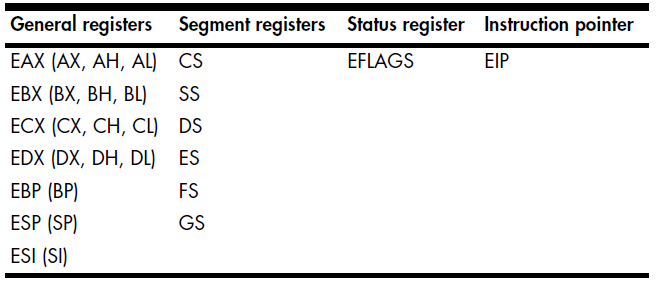 General registers Segment registers Status register Instruction pointer
EAX (AX, AH, AL) CS EFLAGS EIP
EBX (BX, BH, BL) SS
ECX (CX, CH, CL) DS
EDX (DX, DH, DL) ES
EBP (BP) FS
ESP (SP) GS
ESI (SI)